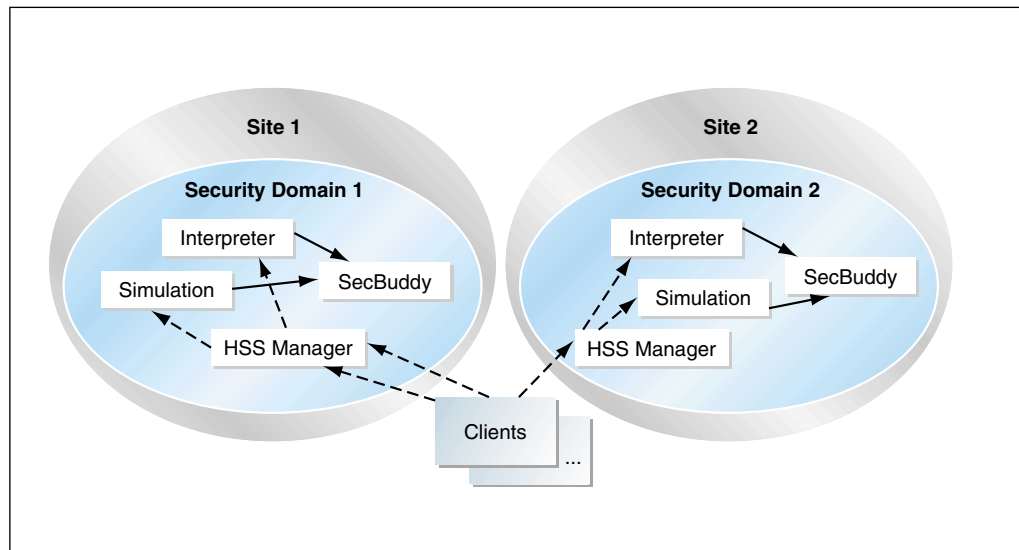 Site 1
Security Domain 1
Interpreter
Simulation
SecBuddy
HSS Manager
Site 2
Security Domain 2
Interpreter
Simulation
SecBuddy
HSS Manager
Clients
...